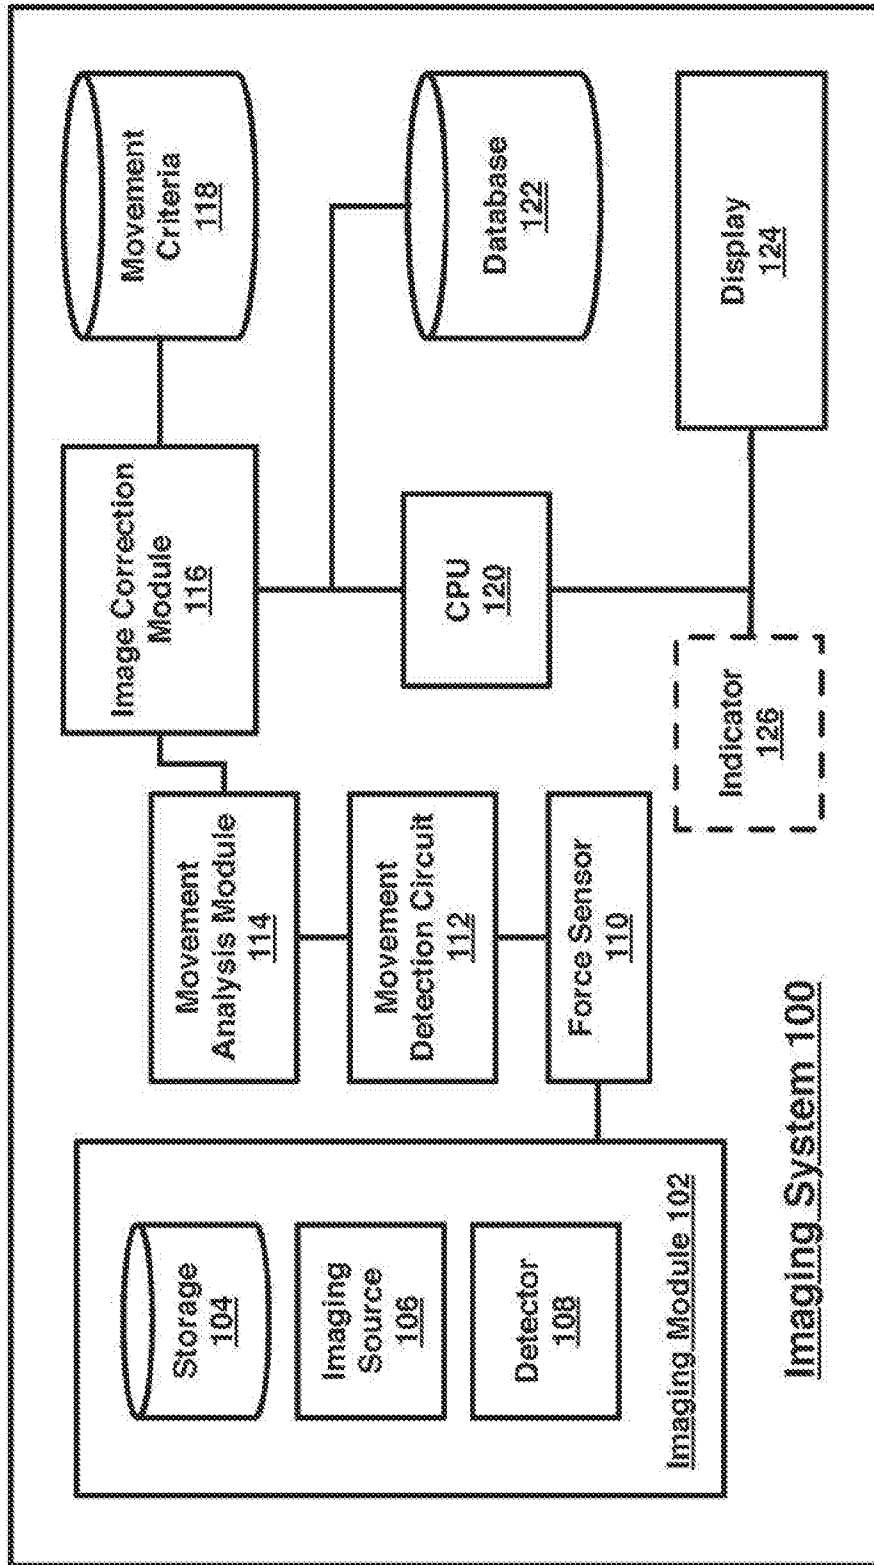 Storage
104
Imaging
Source
106
Detector
108
Imaging Module 102
Movement
Analysis Module
114
Movement
Detection Circuit
112
Force Sensor
110
Image Correction
Module
116
Movement
Criteria
118
CPU
120
Database
122
Indicator
126
Display
124
Imaging System 100